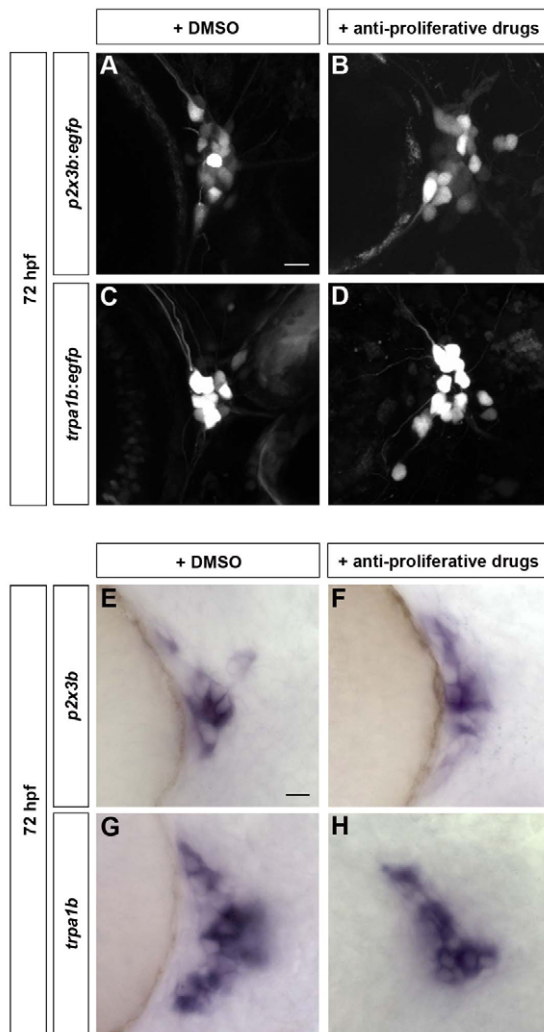 + DMSO
+ anti-proliferative drugs
72 hpf
p2x3b:egfp
A
B
trpa1b:egfp
C
D
+ DMSO
+ anti-proliferative drugs
72 hpf
p2x3b
E
F
trpa1b
G
H